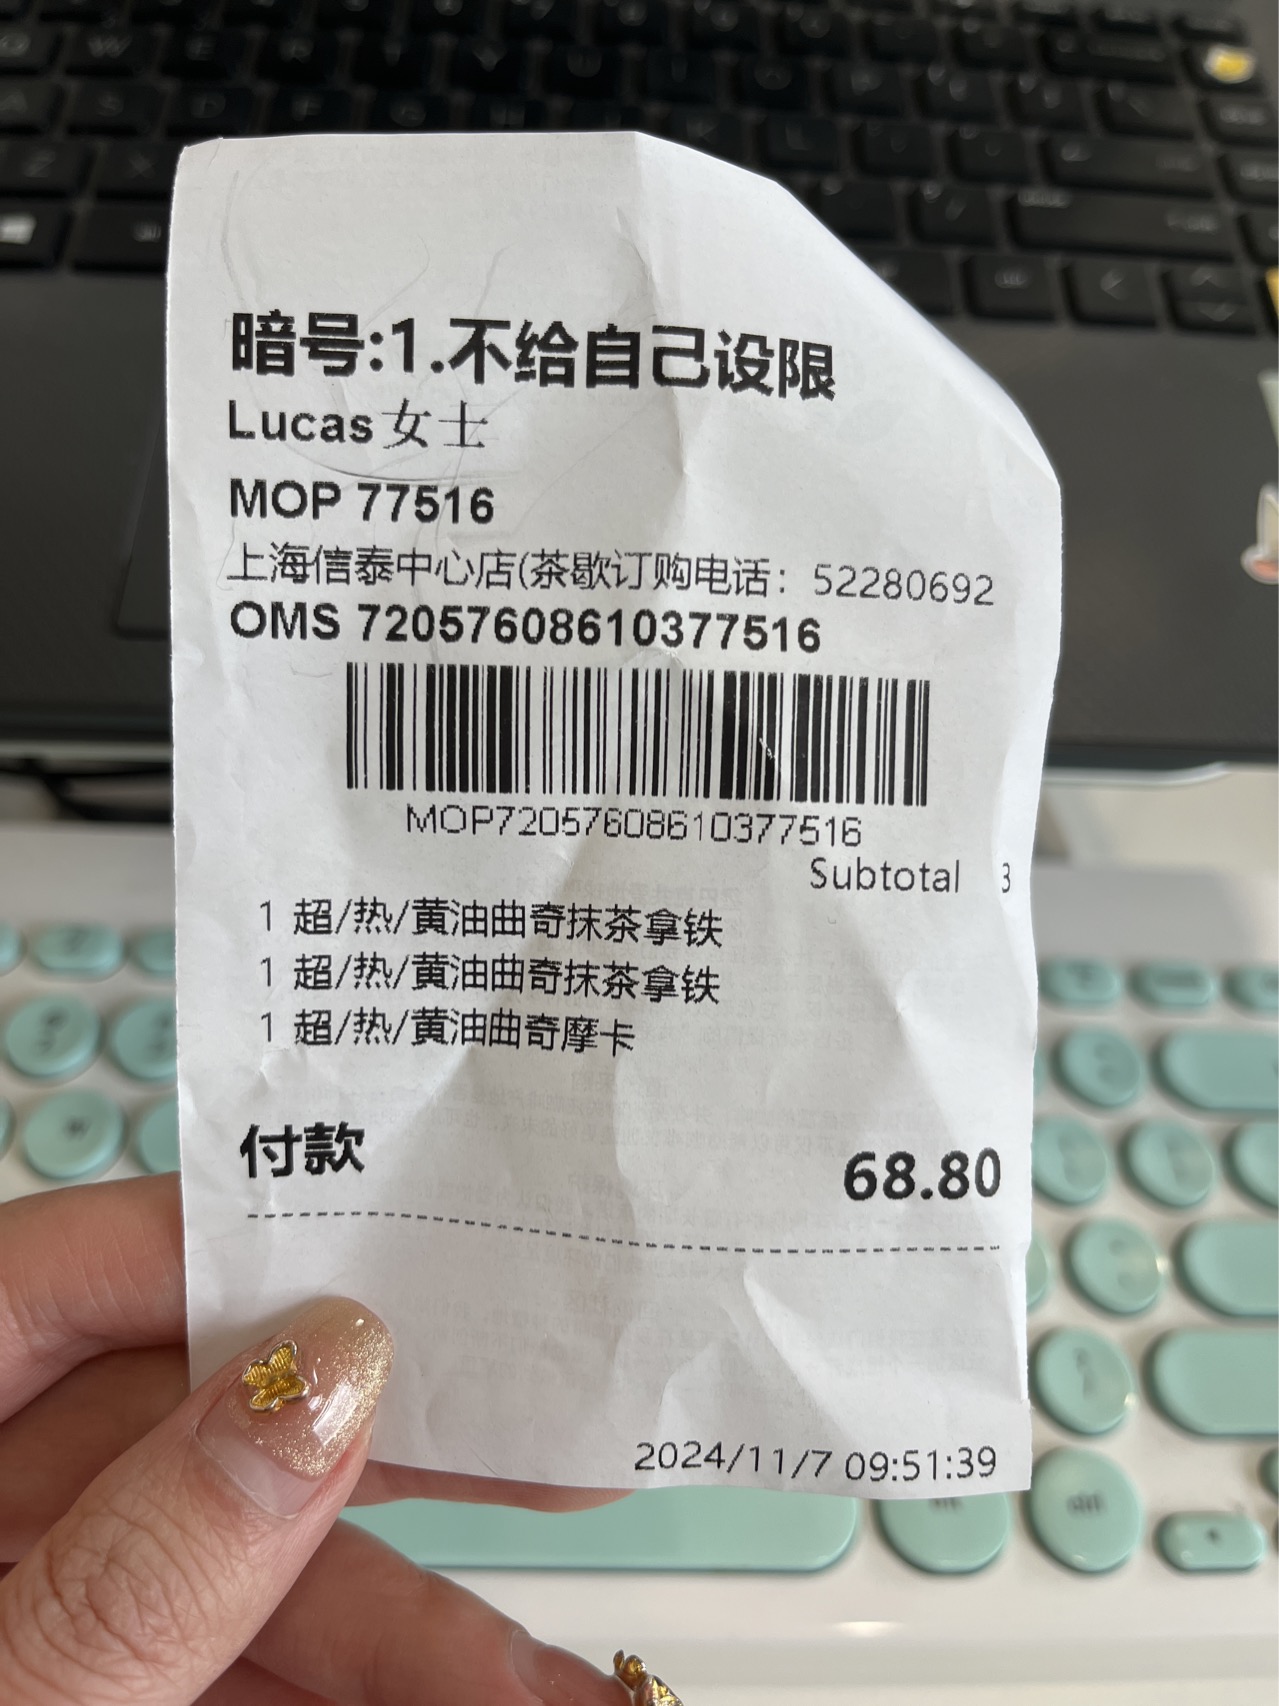 暗号:1.不给自己设限
Lucas女士
MOP 77516
上海信泰中心店(茶歇订购电话：52280692
OMS 72057608610377516
MOP72057608610377516
Subtotal 3
1 超/热/黄油曲奇抹茶拿铁
1 超/热/黄油曲奇抹茶拿铁
1 超/热/黄油曲奇摩卡
付款 68.80
2024/11/7 09:51:39